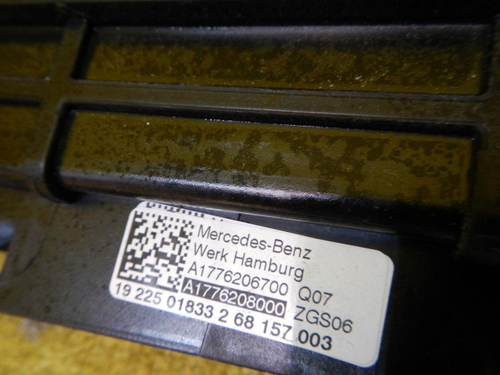 Mercedes-Benz
Werk Hamburg
A1776206700 Q07
A1776208000 ZGS06
19 225 01833 2 68 157 003